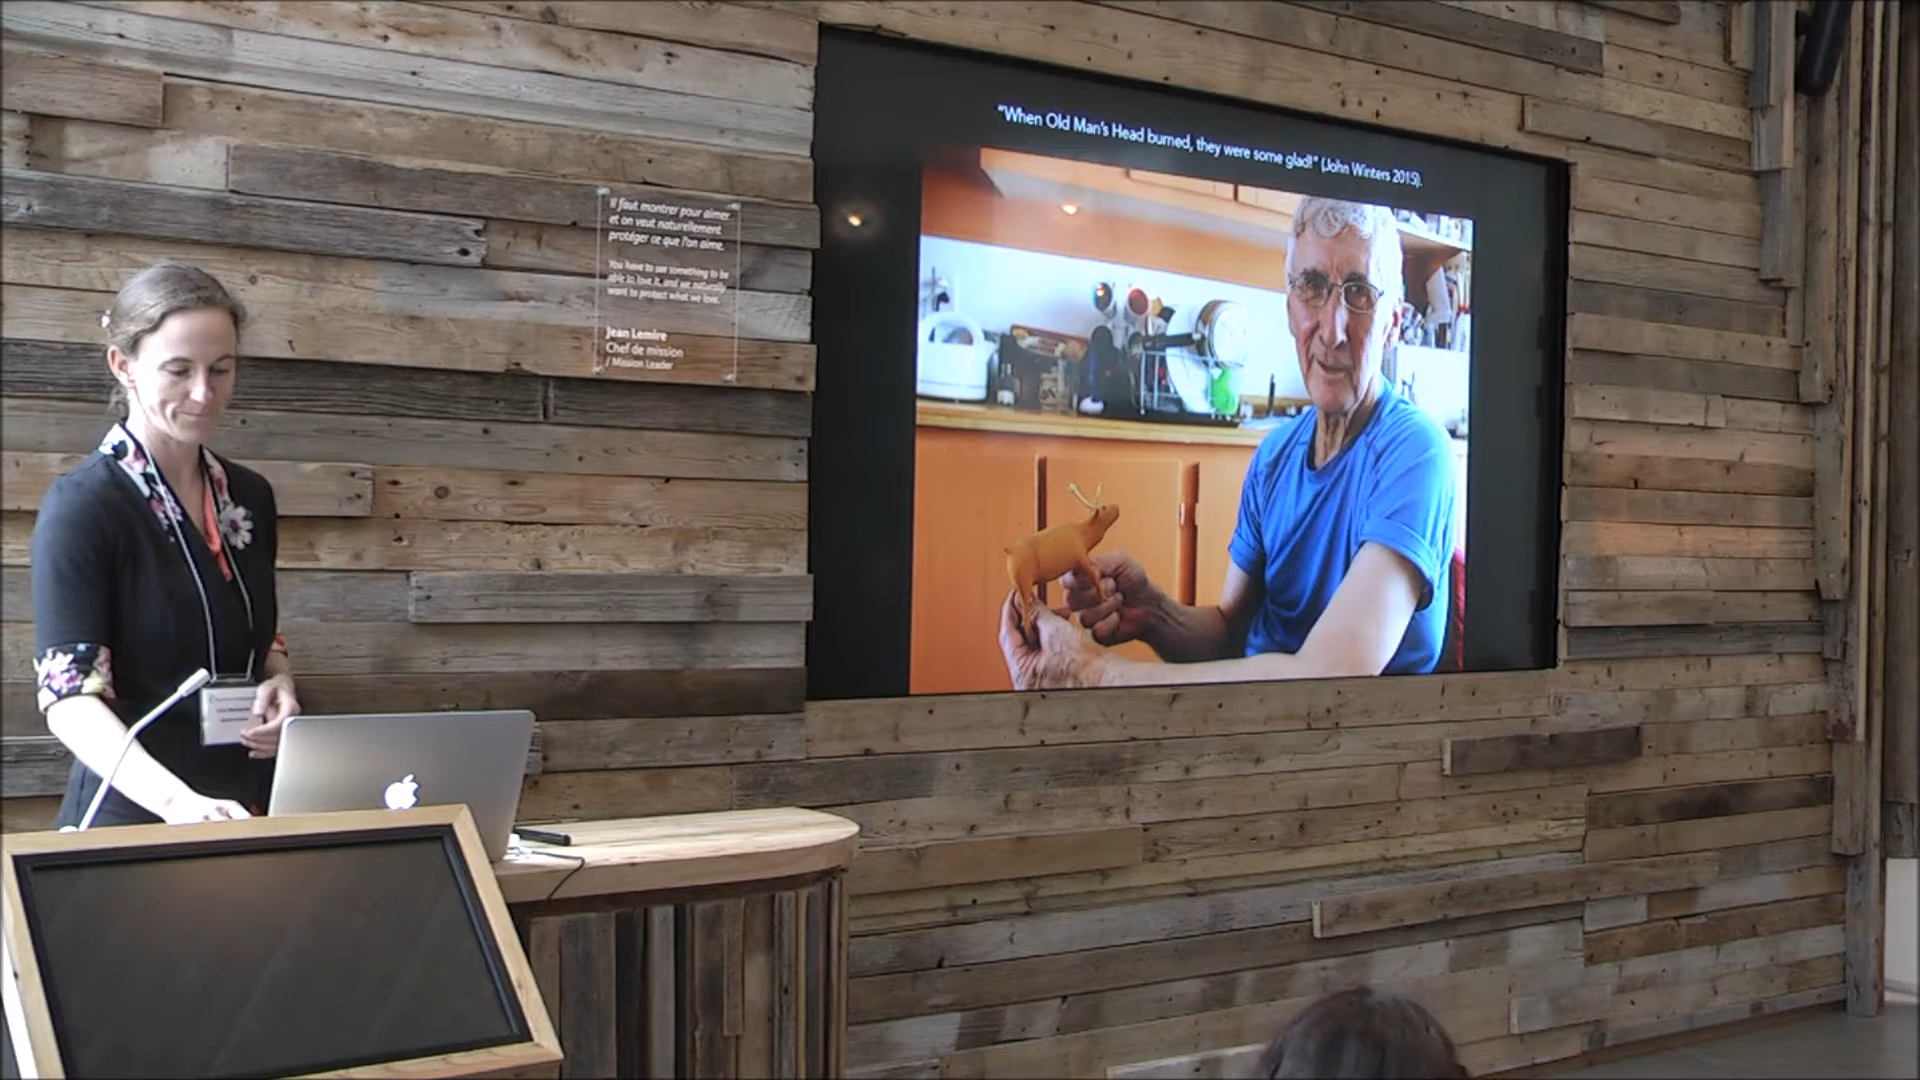 "When Old Man's Head burned, they were some glad!" (John Winters 2015).
Il faut montrer pour aimer
et on veut naturellement
protéger ce que l'on aime.
You have to see something to be
able to love it, and we naturally
want to protect what we love.
Jean Lemire
Chef de mission
/ Mission Leader